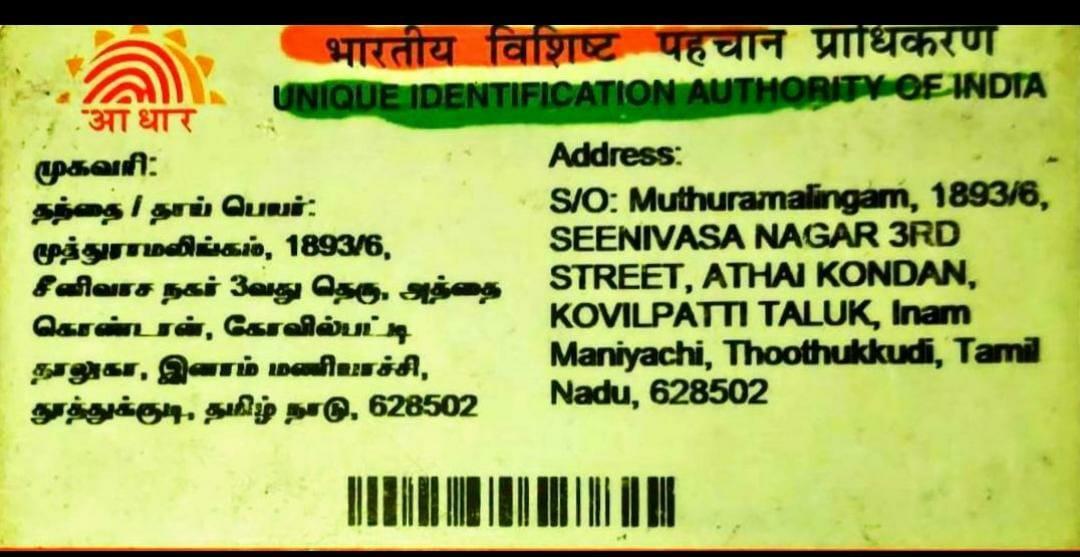 भारतीय विशिष्ट पहचान प्राधिकरण
UNIQUE IDENTIFICATION AUTHORITY OF INDIA
आधार
முகவரி:
தந்தை / தாய் பெயர்:
முத்துராமலிங்கம், 1893/6,
சீனிவாச நகர் 3வது தெரு, அத்தை
கொண்டான், கோவில்பட்டி
தாலுகா, இனாம் மணியாச்சி,
தூத்துக்குடி, தமிழ் நாடு, 628502
Address:
S/O: Muthuramalingam, 1893/6,
SEENIVASA NAGAR 3RD
STREET, ATHAI KONDAN,
KOVILPATTI TALUK, Inam
Maniyachi, Thoothukkudi, Tamil
Nadu, 628502